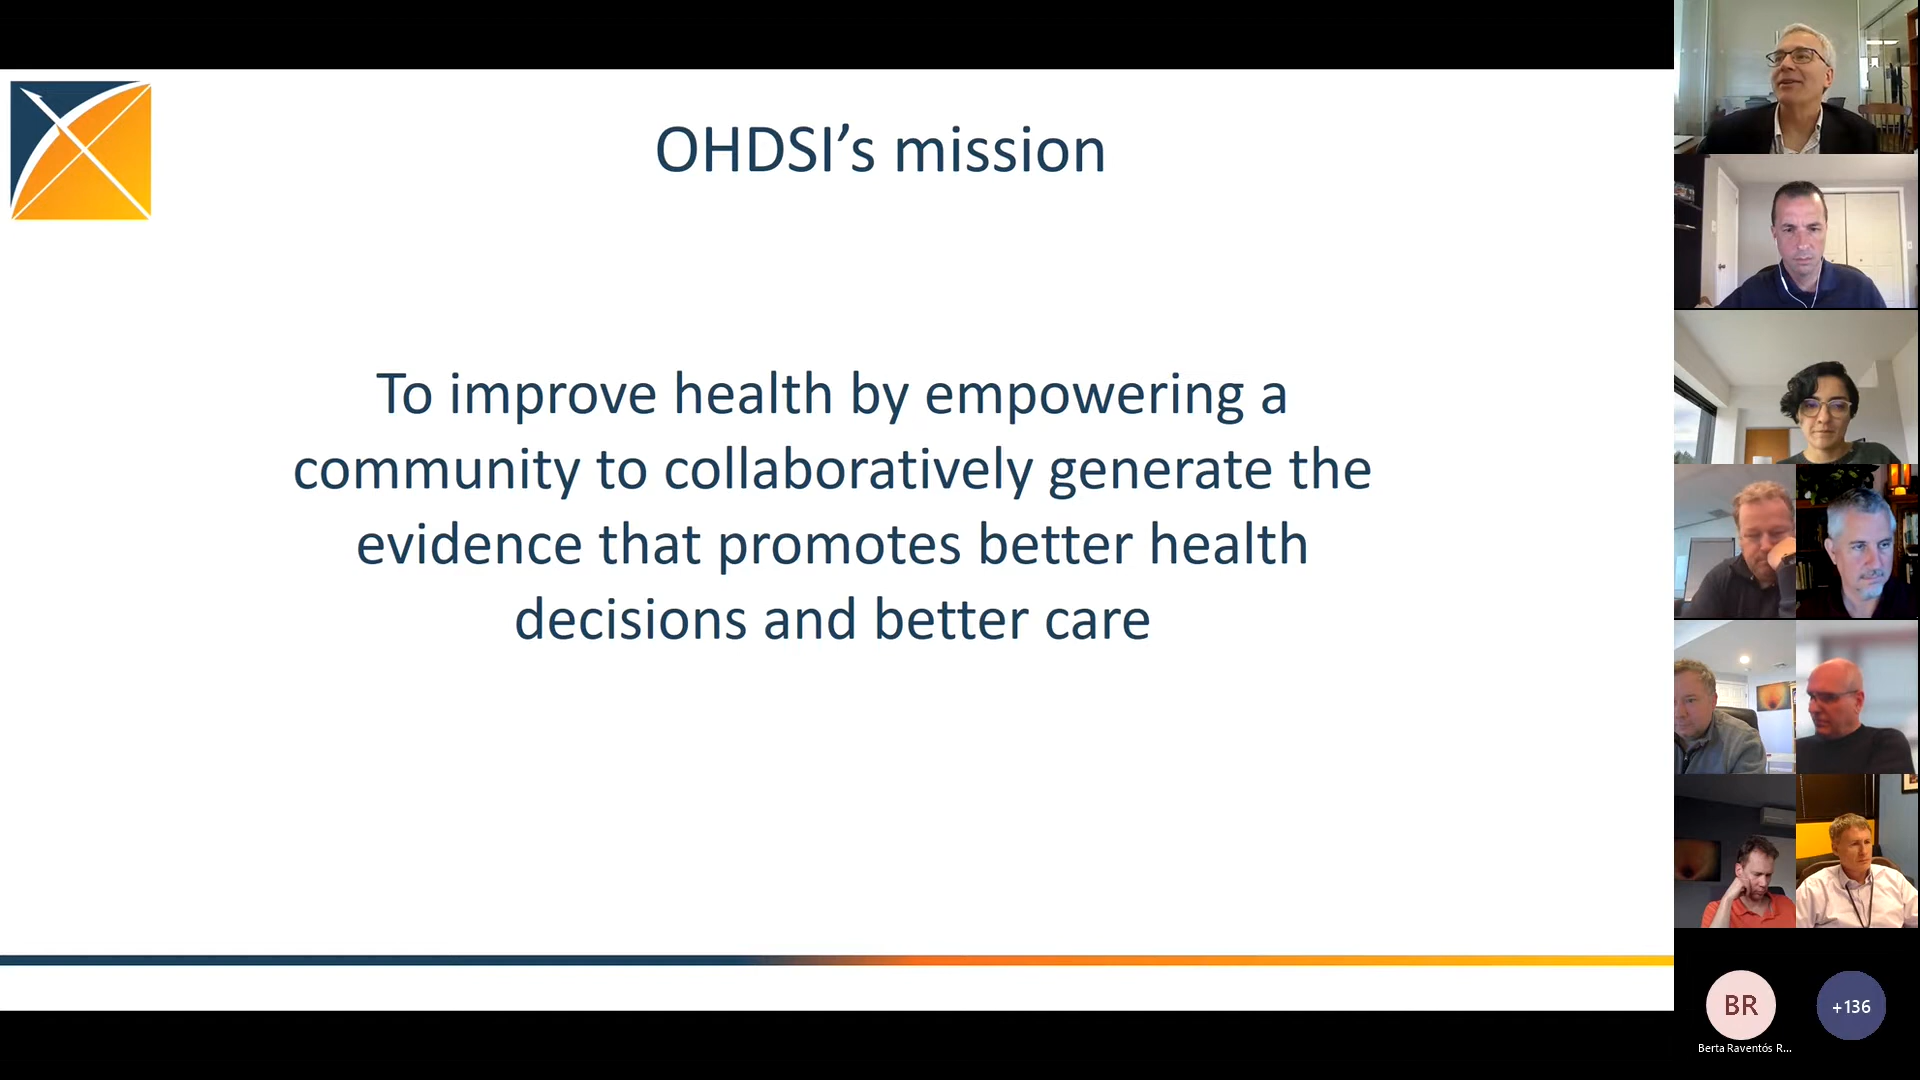 OHDSI’s mission
To improve health by empowering a
community to collaboratively generate the
evidence that promotes better health
decisions and better care
BR
+136
Berta Raventós R...